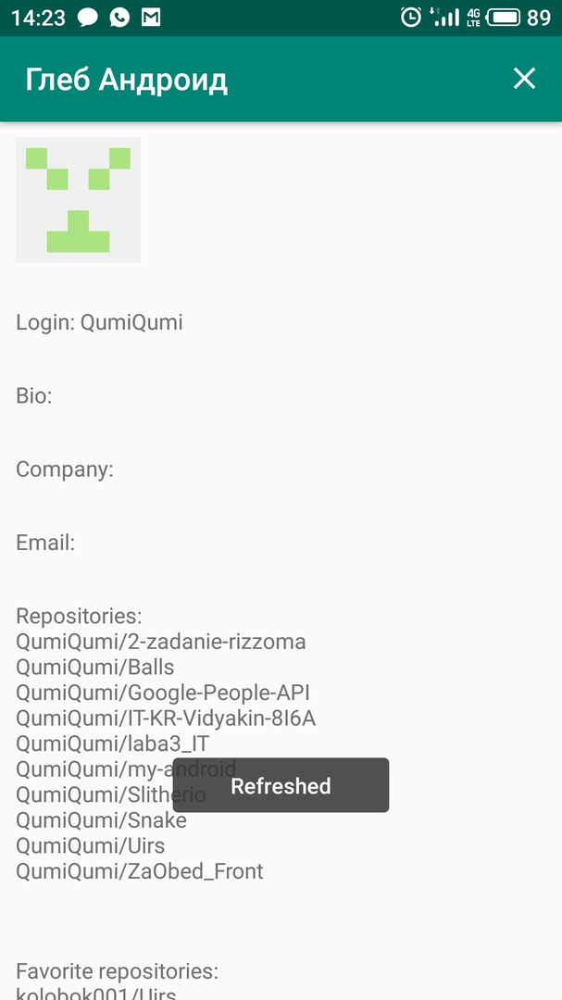 14:23
4G
LTE
89
Глеб Андроид
Login: QumiQumi
Bio:
Company:
Email:
Repositories:
QumiQumi/2-zadanie-rizzoma
QumiQumi/Balls
QumiQumi/Google-People-API
QumiQumi/IT-KR-Vidyakin-8I6A
QumiQumi/laba3_IT
QumiQumi/my-android
QumiQumi/Slitherio
Refreshed
QumiQumi/Snake
QumiQumi/Uirs
QumiQumi/ZaObed_Front
Favorite repositories:
kolobok001/Uirs